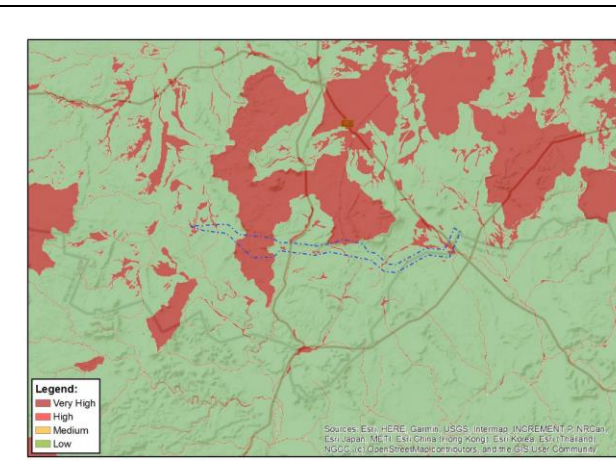 Legend:
Very High
High
Medium
Low
Sources: Esri, HERE, Garmin, USGS, Intermap, INCREMENT P, NRCan,
Esri Japan, METI, Esri China (Hong Kong), Esri Korea, Esri (Thailand),
NGCC, (c) OpenStreetMap contributors, and the GIS User Community